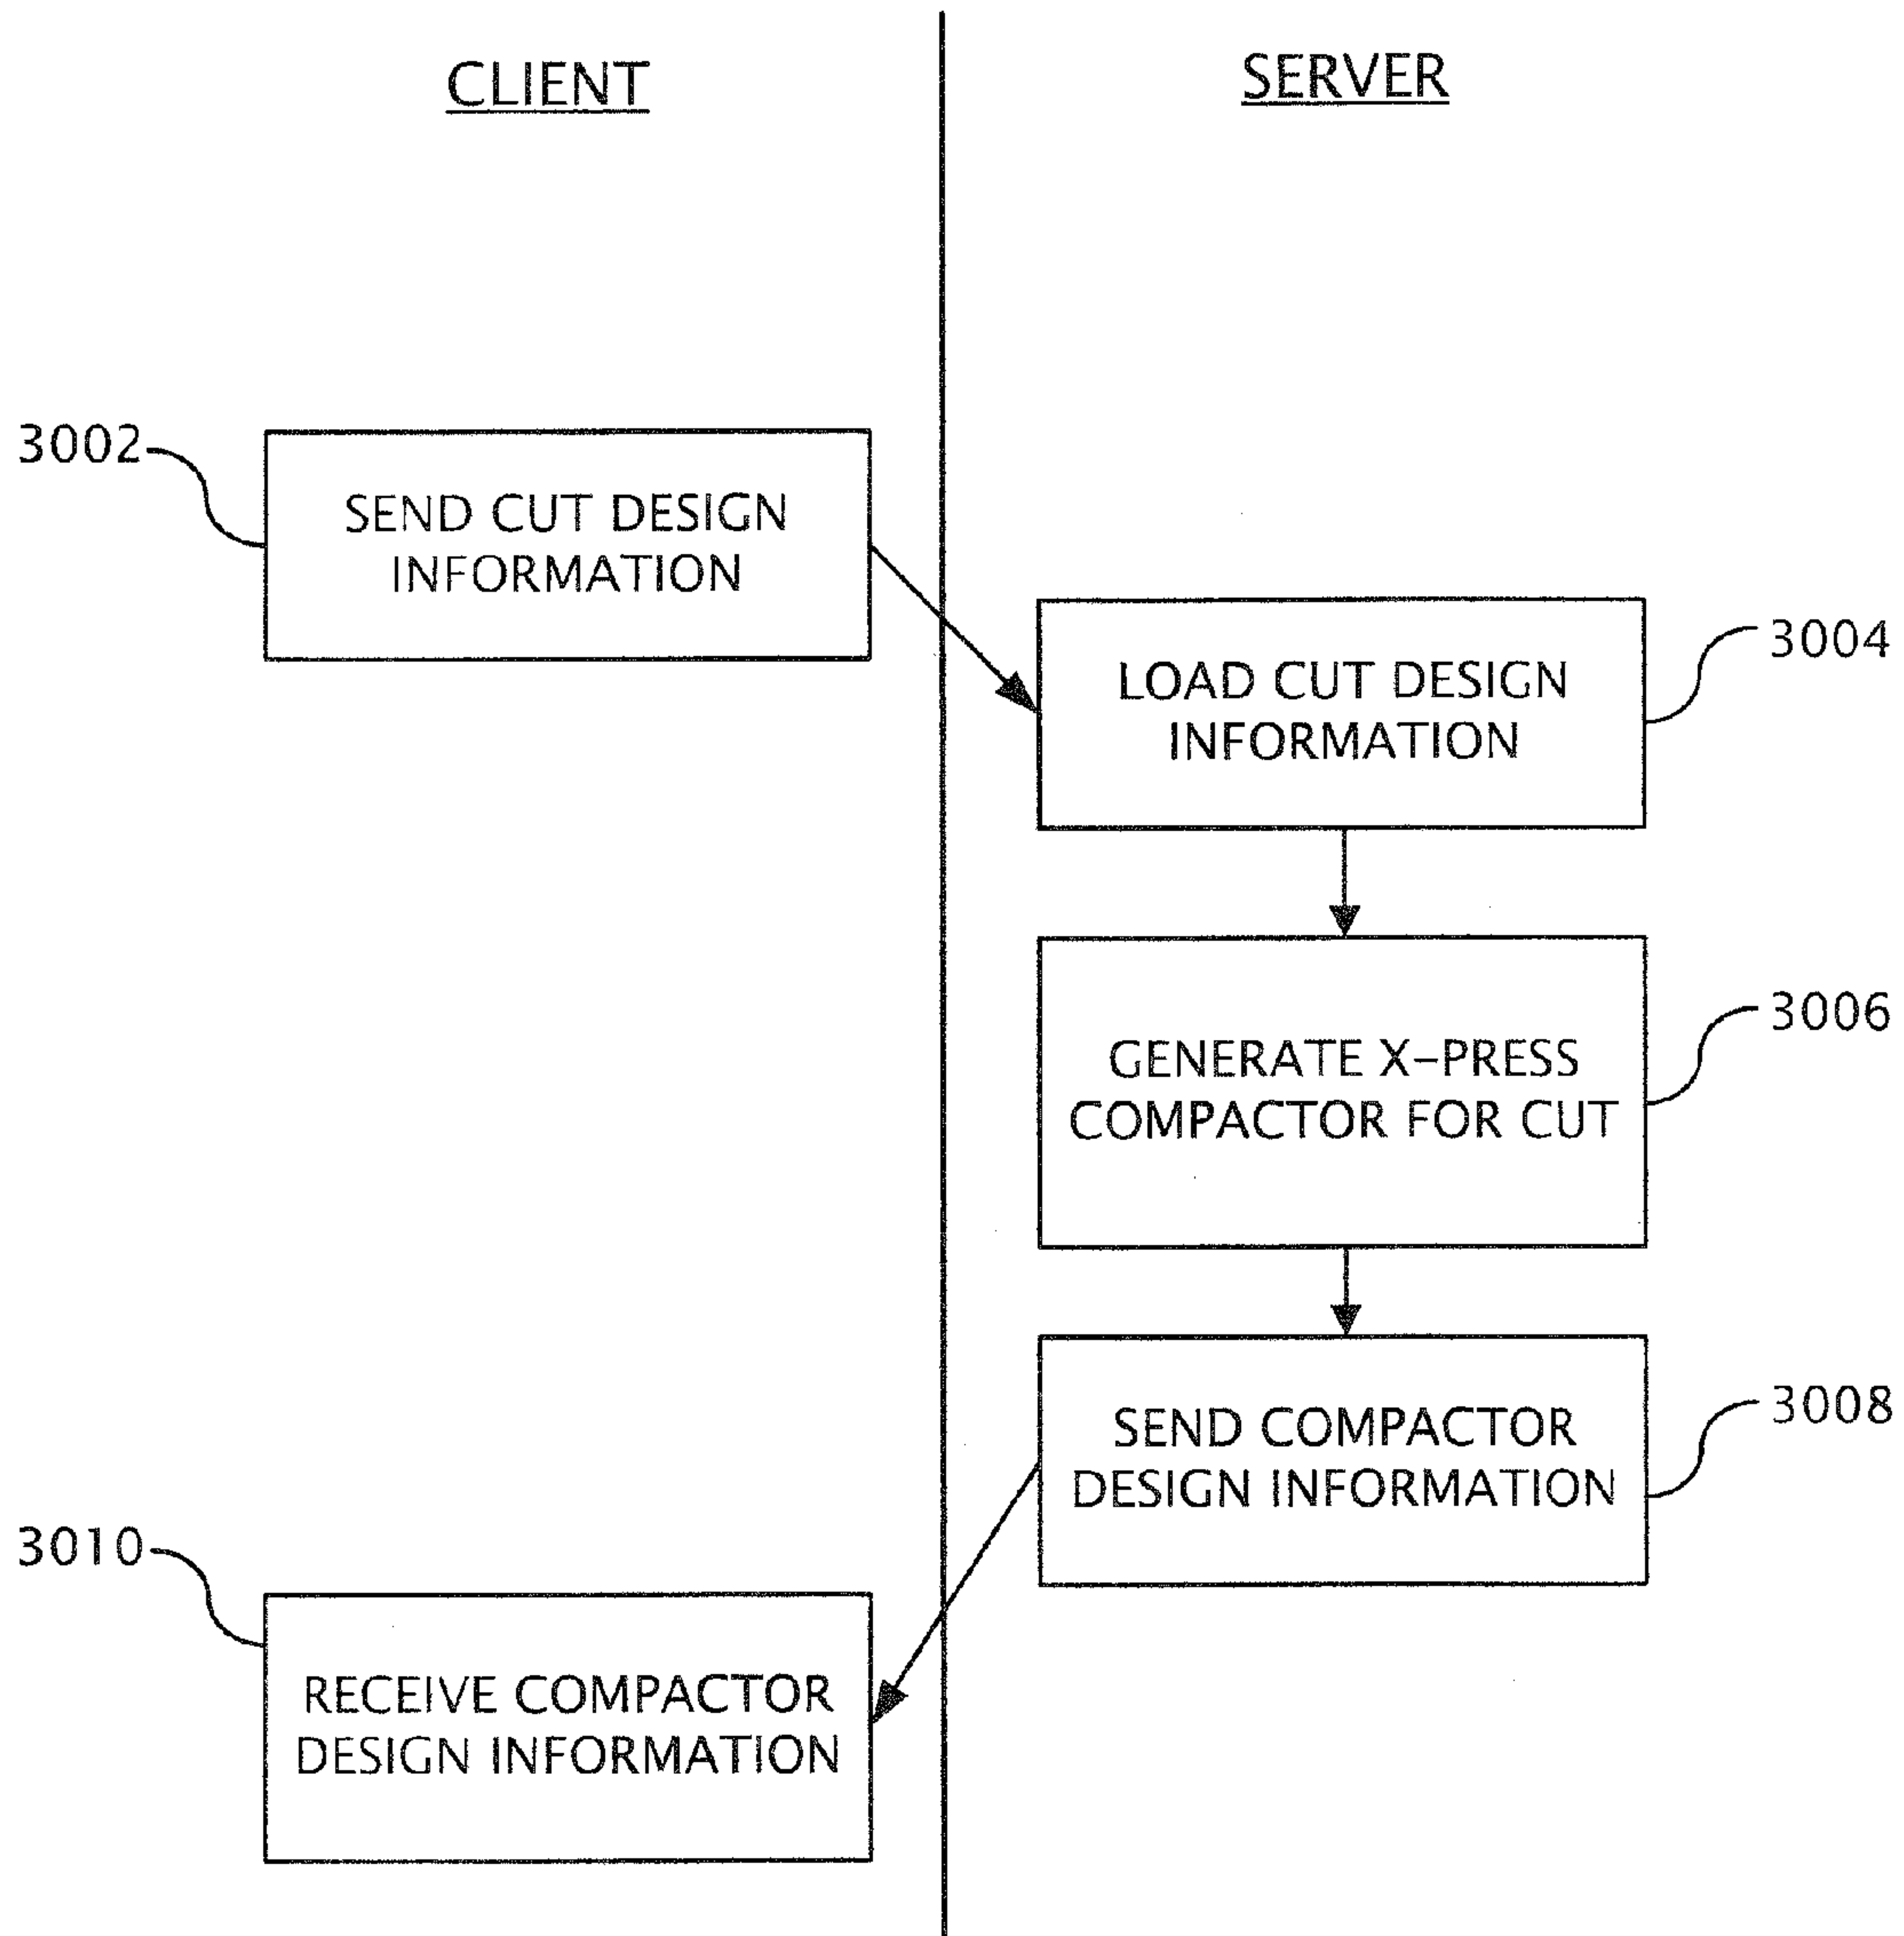 CLIENT
SERVER
3002
SEND CUT DESIGN
INFORMATION
3004
LOAD CUT DESIGN
INFORMATION
3006
GENERATE X-PRESS
COMPACTOR FOR CUT
3008
SEND COMPACTOR
DESIGN INFORMATION
3010
RECEIVE COMPACTOR
DESIGN INFORMATION